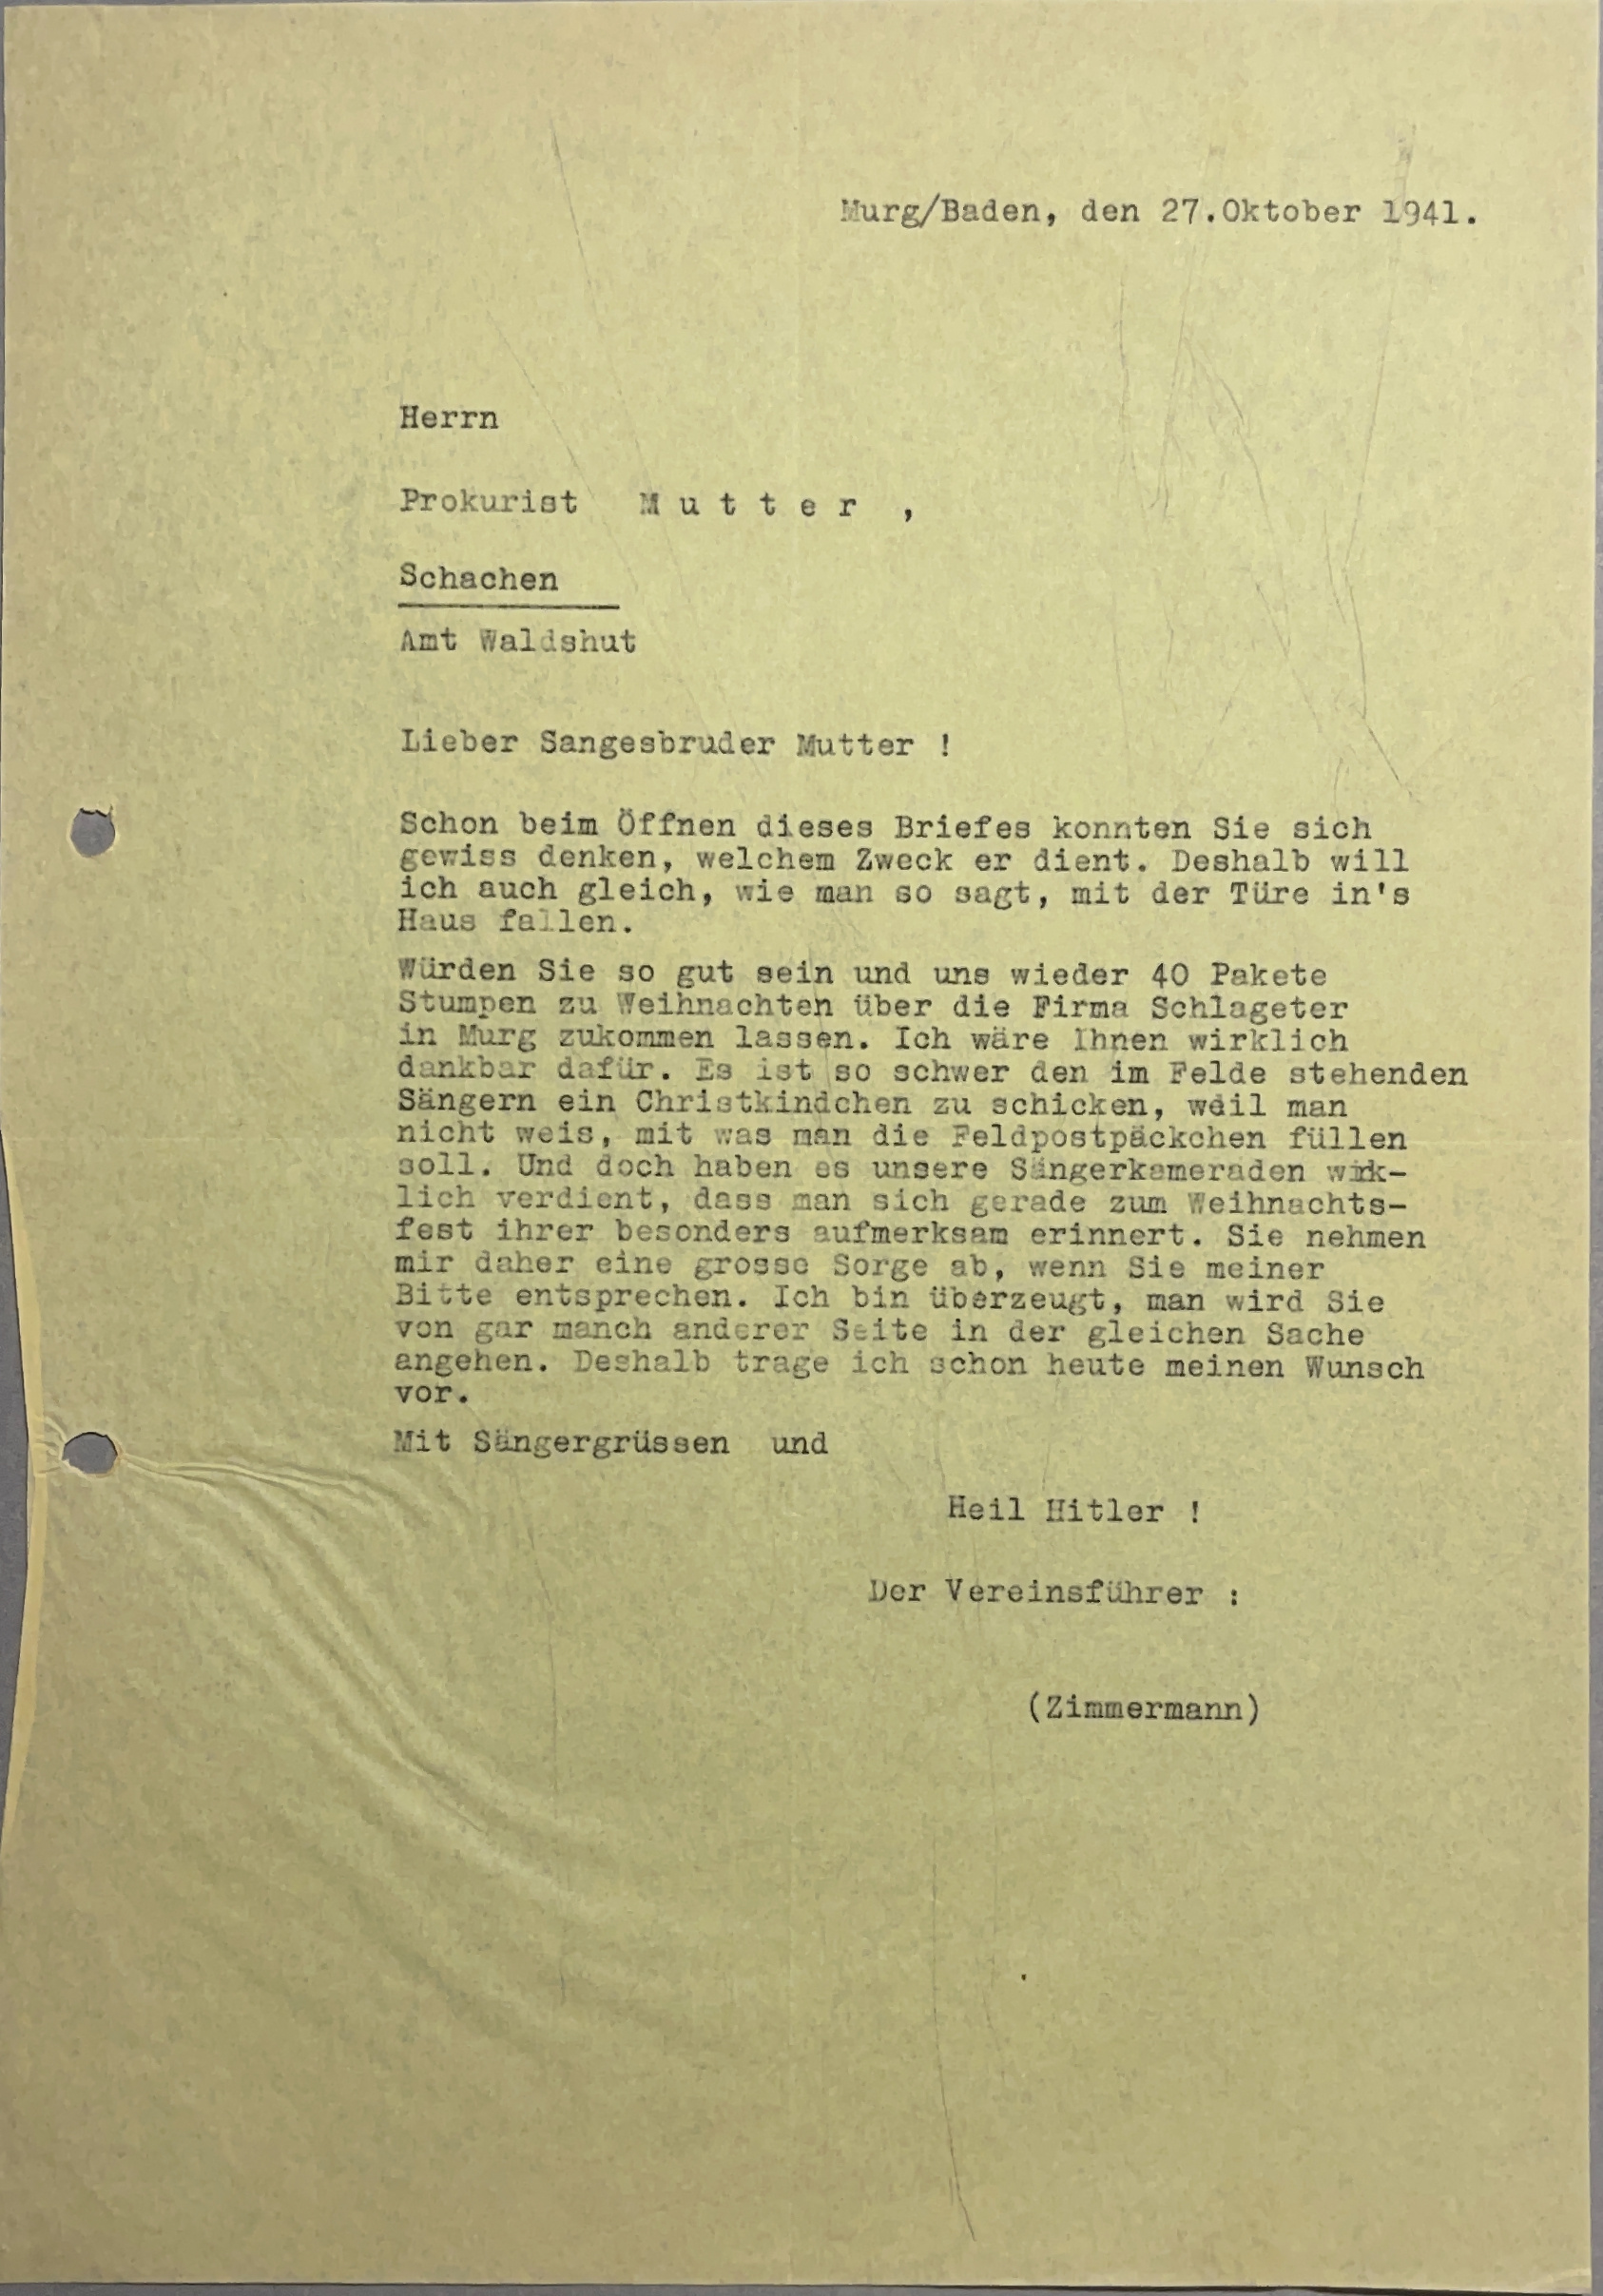 Murg/Baden, den 27.Oktober 1941.
Herrn
Prokurist M u t t e r ,
Schachen
Amt Waldshut
Lieber Sangesbruder Mutter !
Schon beim Öffnen dieses Briefes konnten Sie sich
gewiss denken, welchem Zweck er dient. Deshalb will
ich auch gleich, wie man so sagt, mit der Türe in's
Haus fallen.
Würden Sie so gut sein und uns wieder 40 Pakete
Stumpen zu Weihnachten über die Firma Schlageter
in Murg zukommen lassen. Ich wäre Ihnen wirklich
dankbar dafür. Es ist so schwer den im Felde stehenden
Sängern ein Christkindchen zu schicken, weil man
nicht weis, mit was man die Feldpostpäckchen füllen
soll. Und doch haben es unsere Sängerkameraden wirk-
lich verdient, dass man sich gerade zum Weihnachts-
fest ihrer besonders aufmerksam erinnert. Sie nehmen
mir daher eine grosse Sorge ab, wenn Sie meiner
Bitte entsprechen. Ich bin überzeugt, man wird Sie
von gar manch anderer Seite in der gleichen Sache
angehen. Deshalb trage ich schon heute meinen Wunsch
vor.
Mit Sängergrüssen und
Heil Hitler !
Der Vereinsführer :
(Zimmermann)